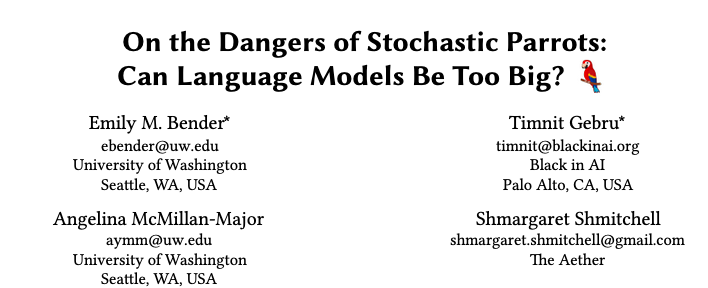 On the Dangers of Stochastic Parrots:
Can Language Models Be Too Big? 🦜
Emily M. Bender*
ebender@uw.edu
University of Washington
Seattle, WA, USA
Timnit Gebru*
timnit@blackinai.org
Black in AI
Palo Alto, CA, USA
Angelina McMillan-Major
aymm@uw.edu
University of Washington
Seattle, WA, USA
Shmargaret Shmitchell
shmargaret.shmitchell@gmail.com
The Aether